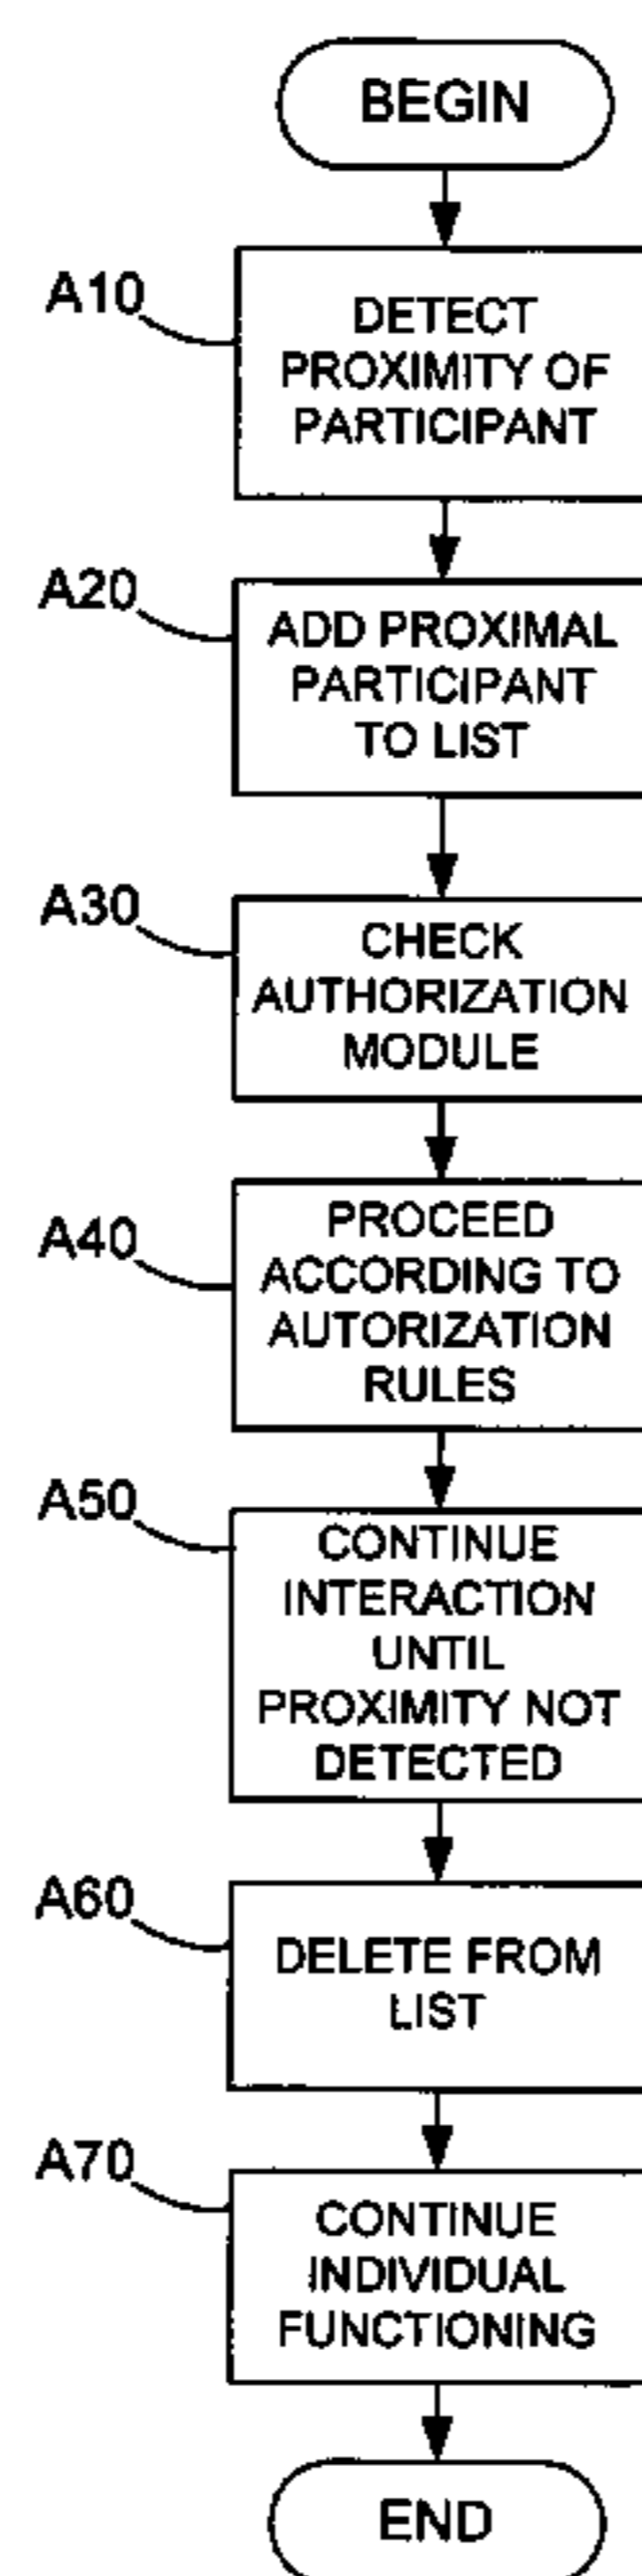 BEGIN
A10
DETECT
PROXIMITY OF
PARTICIPANT
A20
ADD PROXIMAL
PARTICIPANT
TO LIST
A30
CHECK
AUTHORIZATION
MODULE
A40
PROCEED
ACCORDING TO
AUTORIZATION
RULES
A50
CONTINUE
INTERACTION
UNTIL
PROXIMITY NOT
DETECTED
A60
DELETE FROM
LIST
A70
CONTINUE
INDIVIDUAL
FUNCTIONING
END